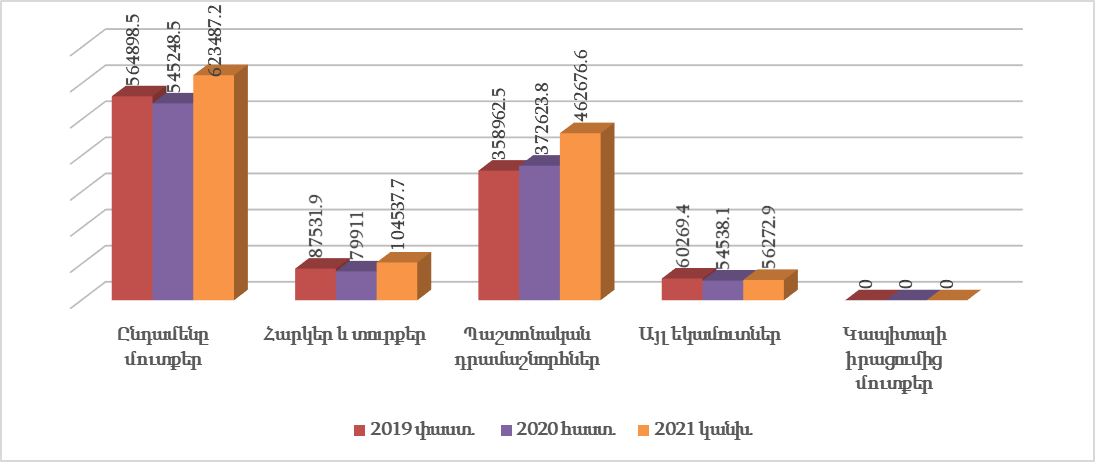 564898.5
545248.5
623487.2
87531.9
79911
104537.7
358962.5
372623.8
462676.6
60269.4
54538.1
56272.9
0
0
0
Ընդամենը
մուտքեր
Հարկեր և տուրքեր
Պաշտոնական
դրամաշնորհներ
Այլ եկամուտներ
Կապիտալի
իրացումից
մուտքեր
2019 փաստ.
2020 հաստ.
2021 կանխ.